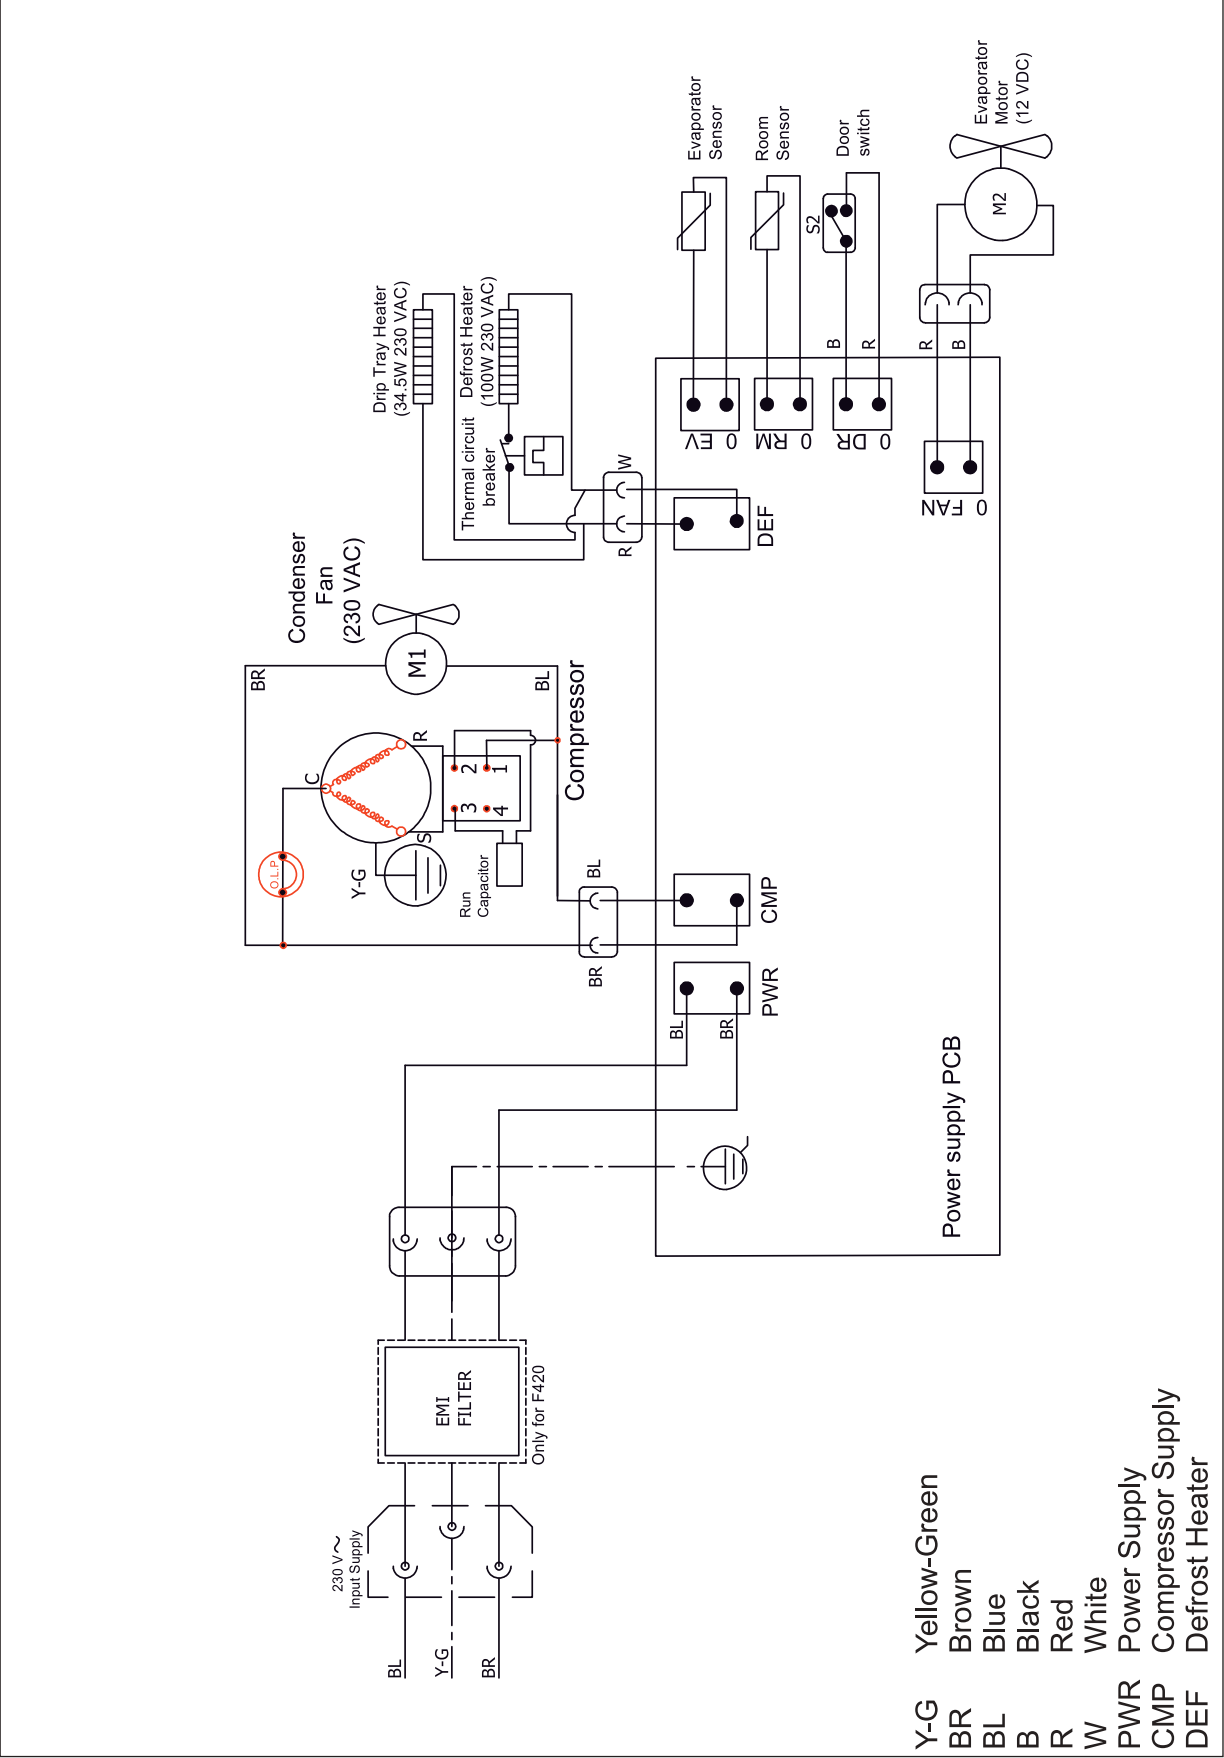 230 V
Input Supply
BL
Y-G
BR
EMI
FILTER
Only for F420
Condenser
Fan
(230 VAC)
BR
M1
BL
C
R
S
O.L.P
Y-G
2
1
3
4
Run
Capacitor
Compressor
BL
BR
Drip Tray Heater
(34.5W 230 VAC)
Defrost Heater
(100W 230 VAC)
Thermal circuit
breaker
W
R
DEF
CMP
PWR
BL
BR
Power supply PCB
Evaporator
Sensor
Room
Sensor
Door
switch
S2
B
R
Evaporator
Motor
(12 VDC)
M2
R
B
0 EV
0 RM
0 DR
0 FAN
Y-G Yellow-Green
BR Brown
BL Blue
B Black
R Red
W White
PWR Power Supply
CMP Compressor Supply
DEF Defrost Heater